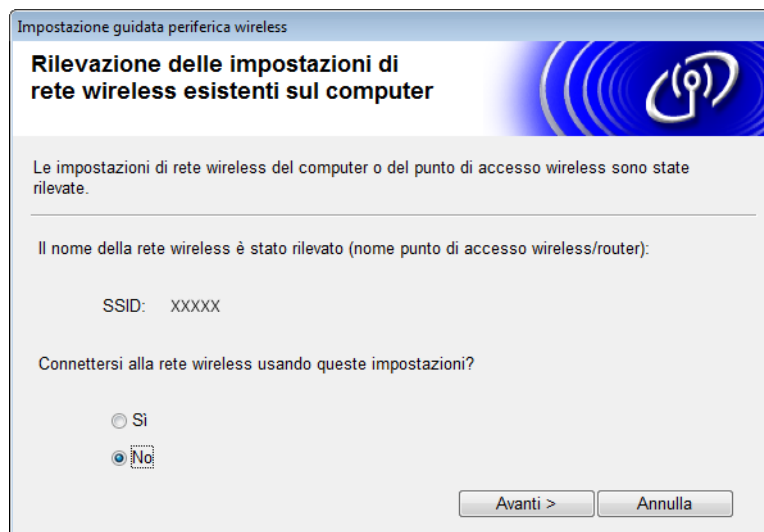 Impostazione guidata periferica wireless
Rilevazione delle impostazioni di
rete wireless esistenti sul computer
Le impostazioni di rete wireless del computer o del punto di accesso wireless sono state
rilevate.
Il nome della rete wireless è stato rilevato (nome punto di accesso wireless/router):
SSID: XXXXX
Connettersi alla rete wireless usando queste impostazioni?
Sì
No
Avanti > Annulla